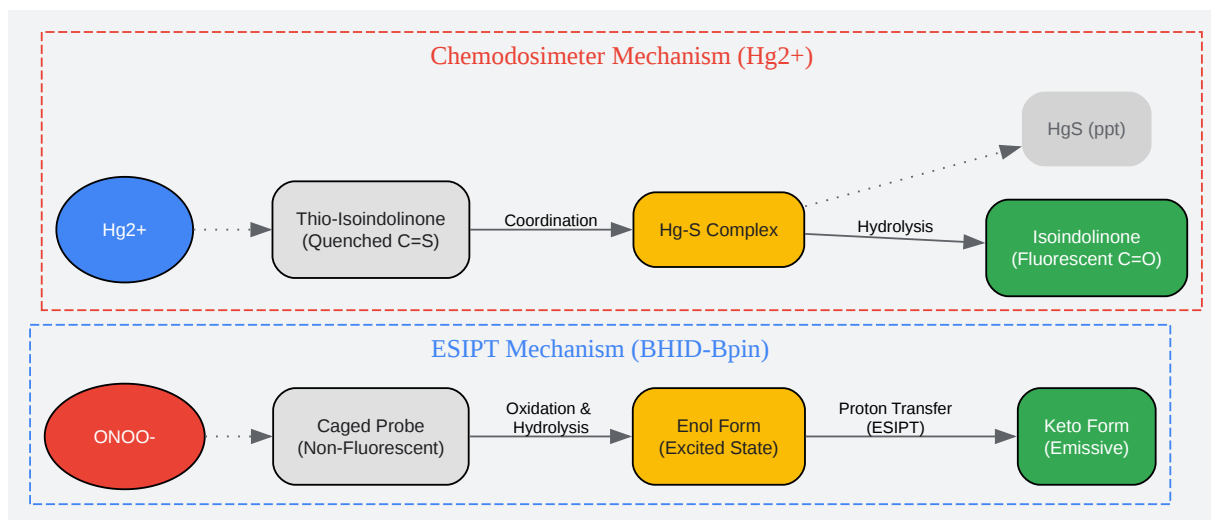 Chemodosimeter Mechanism (Hg2+)
HgS (ppt)
Hg2+
Thio-Isoindolinone
(Quenched C=S)
Coordination
Hg-S Complex
Hydrolysis
Isoindolinone
(Fluorescent C=O)
ESIPT Mechanism (BHID-Bpin)
ONOO-
Caged Probe
(Non-Fluorescent)
Oxidation &
Hydrolysis
Enol Form
(Excited State)
Proton Transfer
(ESIPT)
Keto Form
(Emissive)